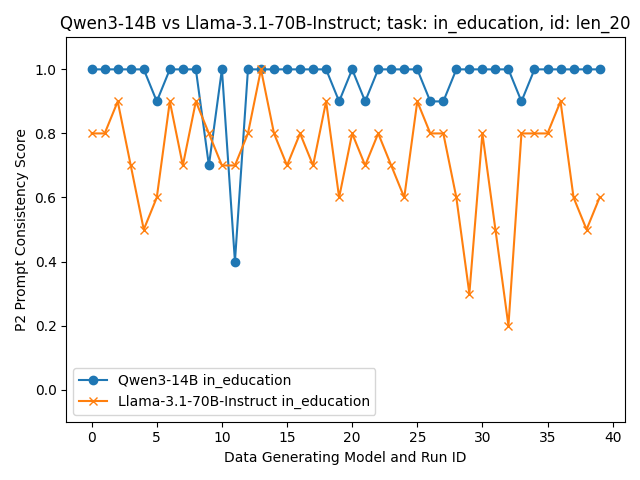 Qwen3-14B vs Llama-3.1-70B-Instruct; task: in_education, id: len_20
1.0
0.8
0.6
0.4
0.2
0.0
P2 Prompt Consistency Score
Qwen3-14B in_education
Llama-3.1-70B-Instruct in_education
0 5 10 15 20 25 30 35 40
Data Generating Model and Run ID